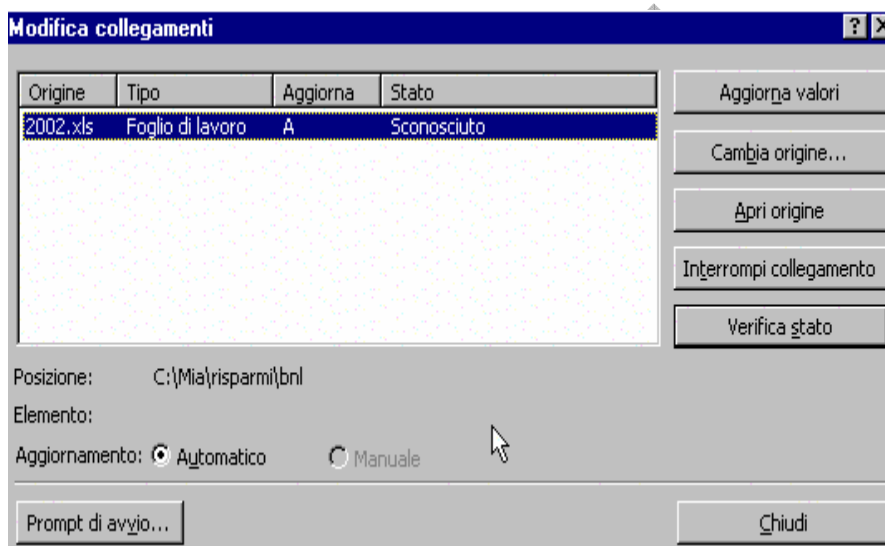 Modifica collegamenti
Origine Tipo Aggiorna Stato
2002.xls Foglio di lavoro A Sconosciuto
Aggiorna valori
Cambia origine...
Apri origine
Interrompi collegamento
Verifica stato
Posizione: C:\Mia\risparmi\bnl
Elemento:
Aggiornamento: Automatico Manuale
Prompt di avvio... Chiudi